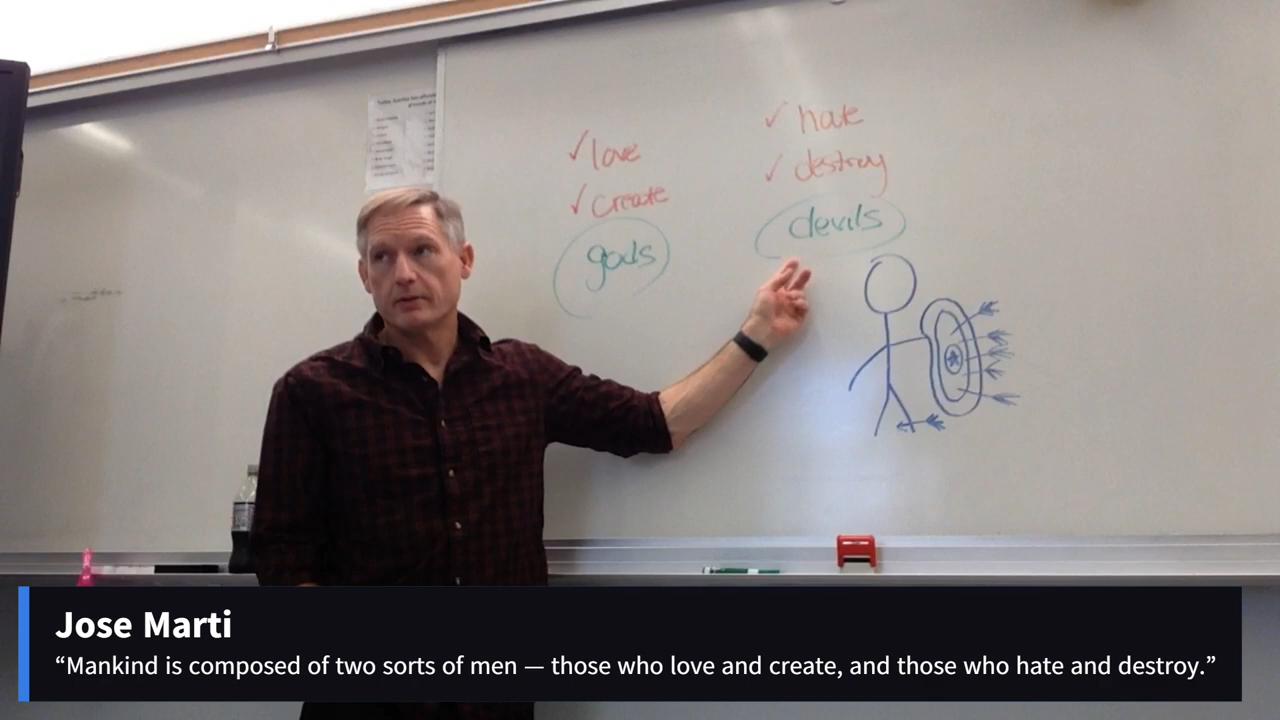 ✓ love
✓ create
gods
✓ hate
✓ destroy
devils
Jose Marti
“Mankind is composed of two sorts of men — those who love and create, and those who hate and destroy.”